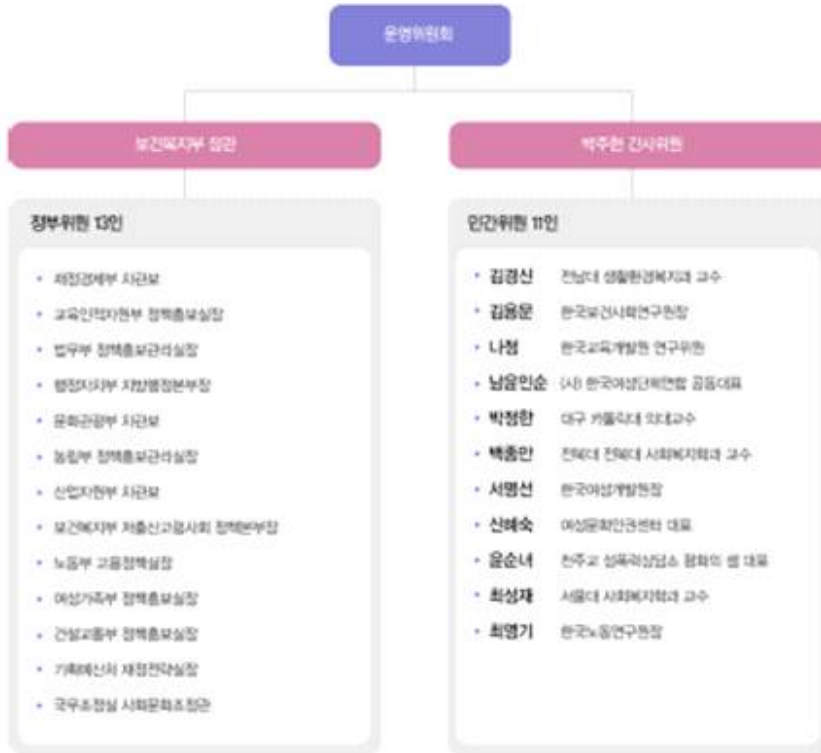 운영위원회
보건복지부 장관
정부위원 13인
재정경제부 차관보
교육인적자원부 정책홍보실장
법무부 정책홍보관리실장
행정자치부 지방행정본부장
문화관광부 차관보
농림부 정책홍보관리실장
산업자원부 차관보
보건복지부 저출산고령사회 정책본부장
노동부 고용정책실장
여성가족부 정책홍보실장
건설교통부 정책홍보실장
기획예산처 재정전략실장
국무조정실 사회문화조정관
박주현 간사위원
민간위원 11인
김경신 전남대 생활환경복지과 교수
김용문 한국보건사회연구원장
나정 한국교육개발원 연구위원
남윤인순 (사) 한국여성단체연합 공동대표
박정한 대구 카톨릭대 의대교수
백종만 전북대 전북대 사회복지학과 교수
서명선 한국여성개발원장
신혜숙 여성문화인권센터 대표
윤순녀 천주교 성폭력상담소 평화의 샘 대표
최성재 서울대 사회복지학과 교수
최영기 한국노동연구원장